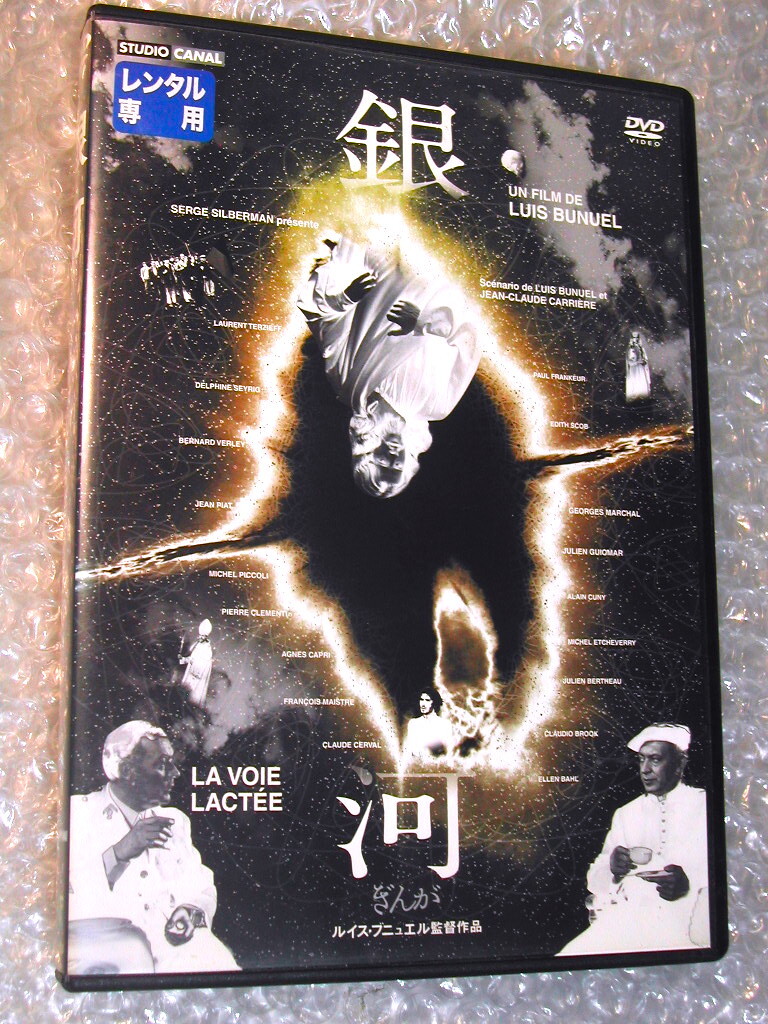 STUDIO CANAL
レンタル
専用
DVD
VIDEO
銀
UN FILM DE
LUIS BUNUEL
SERGE SILBERMAN présente
Scénario de LUIS BUNUEL et
JEAN-CLAUDE CARRIÈRE
LAURENT TERZIEFF
PAUL FRANKEUR
DELPHINE SEYRIG
EDITH SCOB
BERNARD VERLEY
JEAN PIAT
GEORGES MARCHAL
JULIEN GUIOMAR
MICHEL PICCOLI
ALAIN CUNY
PIERRE CLEMENTI
MICHEL ETCHEVERRY
AGNES CAPRI
JULIEN BERTHEAU
FRANÇOIS MAISTRE
CLAUDIO BROOK
CLAUDE CERVAL
ELLEN BAHL
LA VOIE
LACTÉE
河
ぎんが
ルイス・ブニュエル監督作品